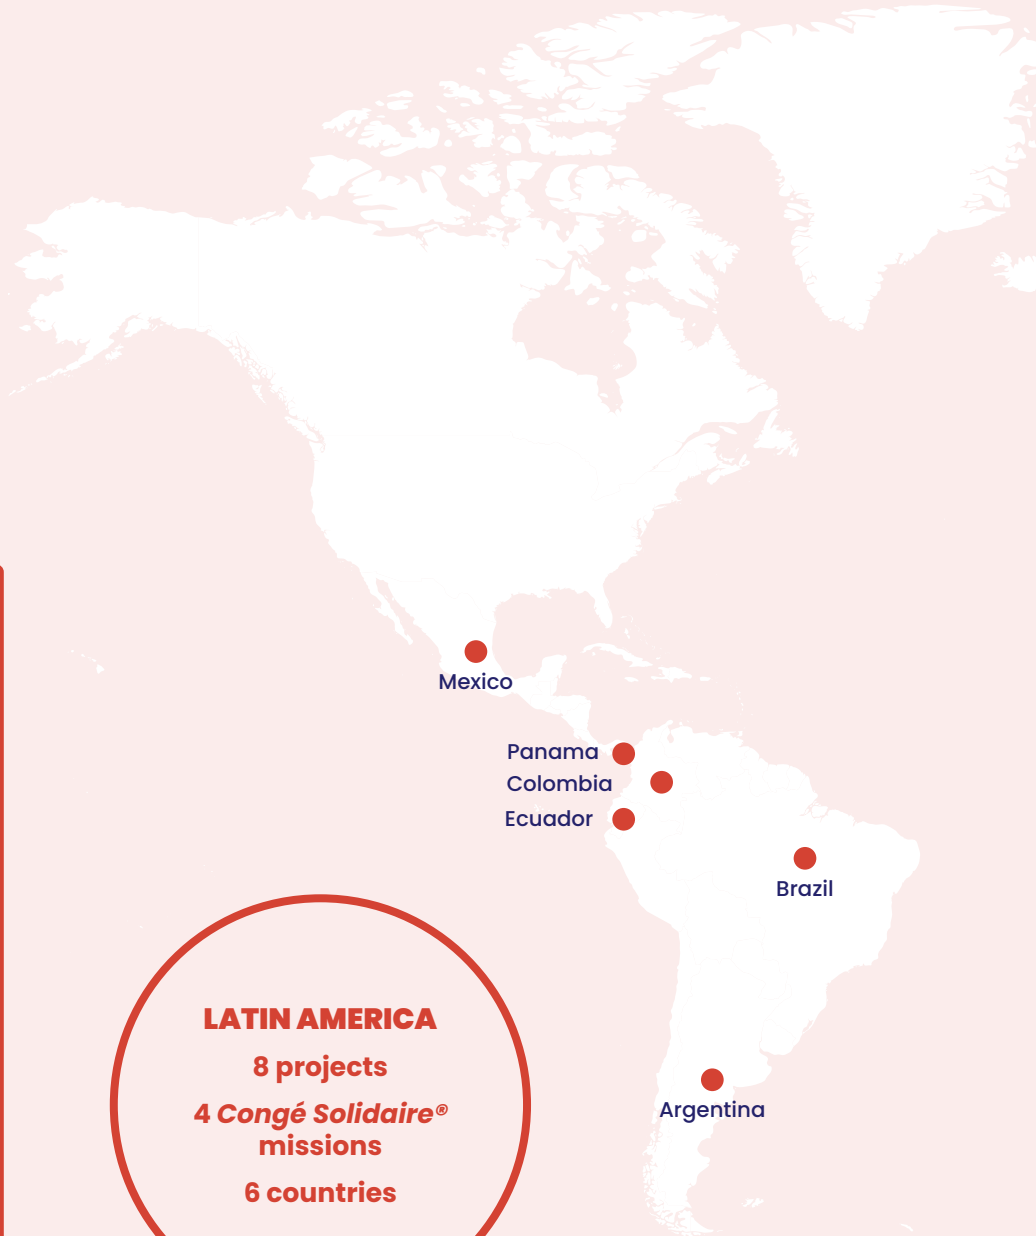 Mexico
Panama
Colombia
Ecuador
Brazil
LATIN AMERICA
8 projects
4 Congé Solidaire®
missions
6 countries
Argentina